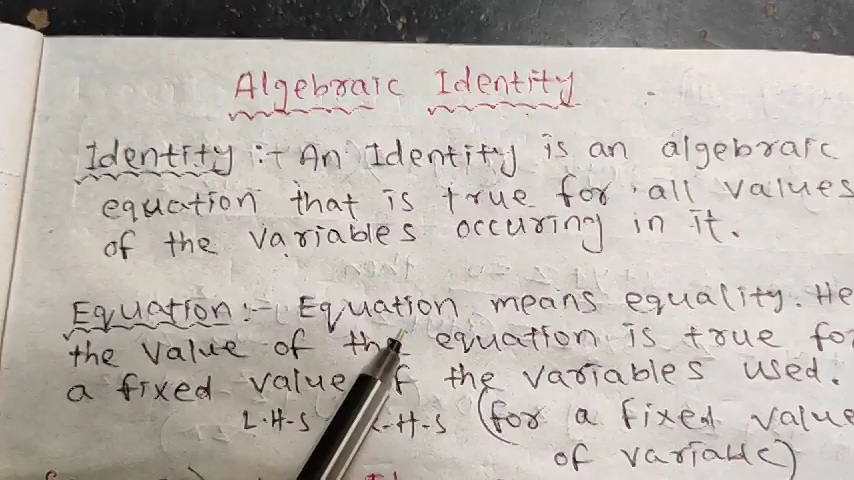 Algebraic Identity
Identity :- An Identity is an algebraic
equation that is true for all values
of the variables occuring in it.
Equation:- Equation means equality. He
the value of the equation is true for
a fixed value of the variables used.
L.H-S R-H-S (for a fixed value
of variable)